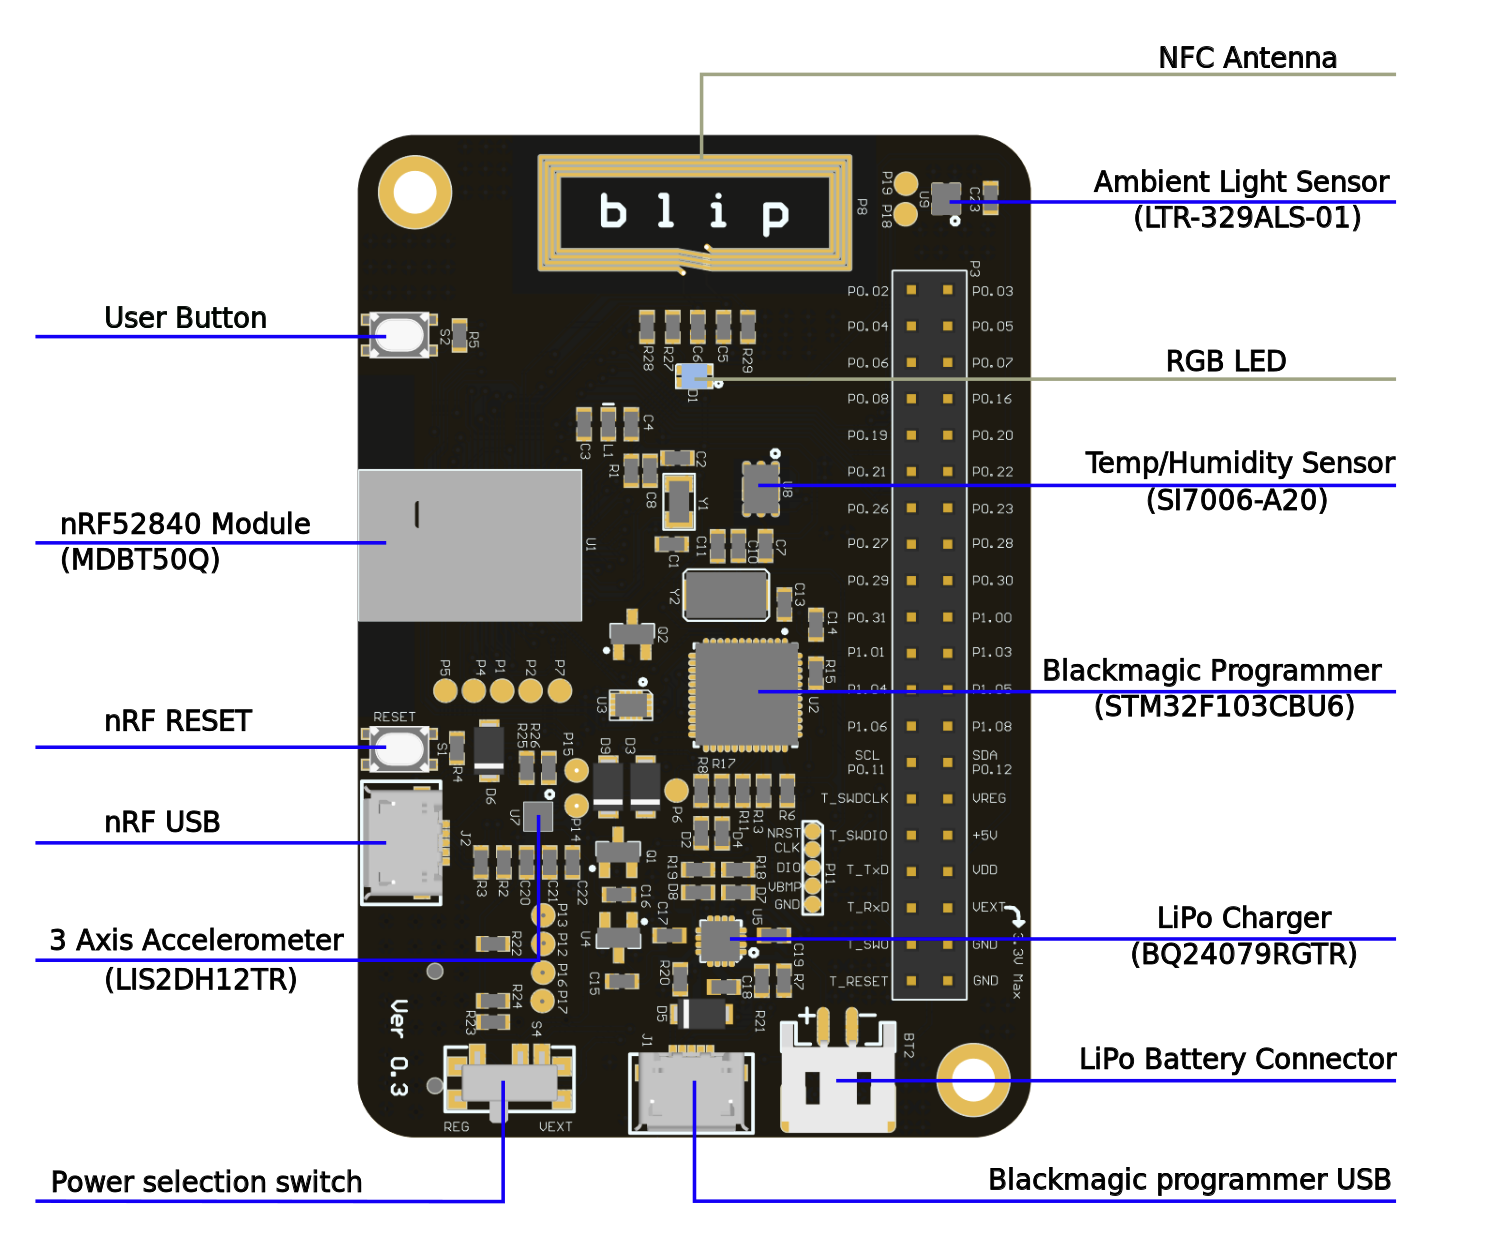 NFC Antenna
Ambient Light Sensor
(LTR-329ALS-01)
User Button
RGB LED
Temp/Humidity Sensor
(SI7006-A20)
nRF52840 Module
(MDBT50Q)
Blackmagic Programmer
(STM32F103CBU6)
nRF RESET
nRF USB
3 Axis Accelerometer
(LIS2DH12TR)
LiPo Charger
(BQ24079RGTR)
LiPo Battery Connector
Power selection switch
Blackmagic programmer USB
blip
P8
P19
P18
U9
C23
P3
P0.02 P0.03
P0.04 P0.05
P0.06 P0.07
P0.08 P0.16
P0.19 P0.20
P0.21 P0.22
P0.26 P0.23
P0.27 P0.28
P0.29 P0.30
P0.31 P1.00
P1.01 P1.03
P1.04 P1.05
P1.06 P1.08
SCL SDA
P0.11 P0.12
T_SWDCLK VREG
T_SWDIO +5V
T_TxD VDD
T_RxD VEXT
T_SWO GND
T_RESET GND
3.3V Max
S2
R5
R28
R27
C6
C5
R29
D1
C3
L1
C4
R1
C8
C2
Y1
U8
C1
C11
C10
C7
U1
Y2
C13
C14
Q2
R15
U2
U3
P5
P4
P1
P2
P7
RESET
S1
R4
D6
R25
R26
P15
D9
D3
P6
R8
R17
R11
R13
R6
U7
P14
J2
R3
R2
C20
C21
C22
Q1
D2
D4
NRST
CLK
DIO
VBMP
GND
P11
R19
D8
R18
D7
C16
C17
U5
U4
C15
R20
C18
C19
R7
R21
D5
P13
P12
P16
P17
R22
R24
R23
S4
Ver 0.3
REG VEXT
J1
+ −
BT2